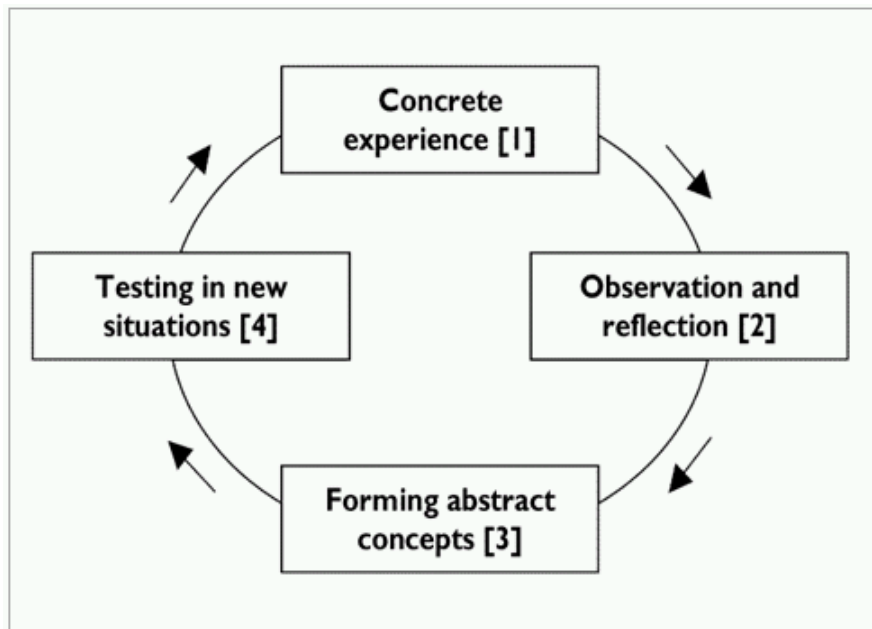 Concrete
experience [1]
Observation and
reflection [2]
Forming abstract
concepts [3]
Testing in new
situations [4]